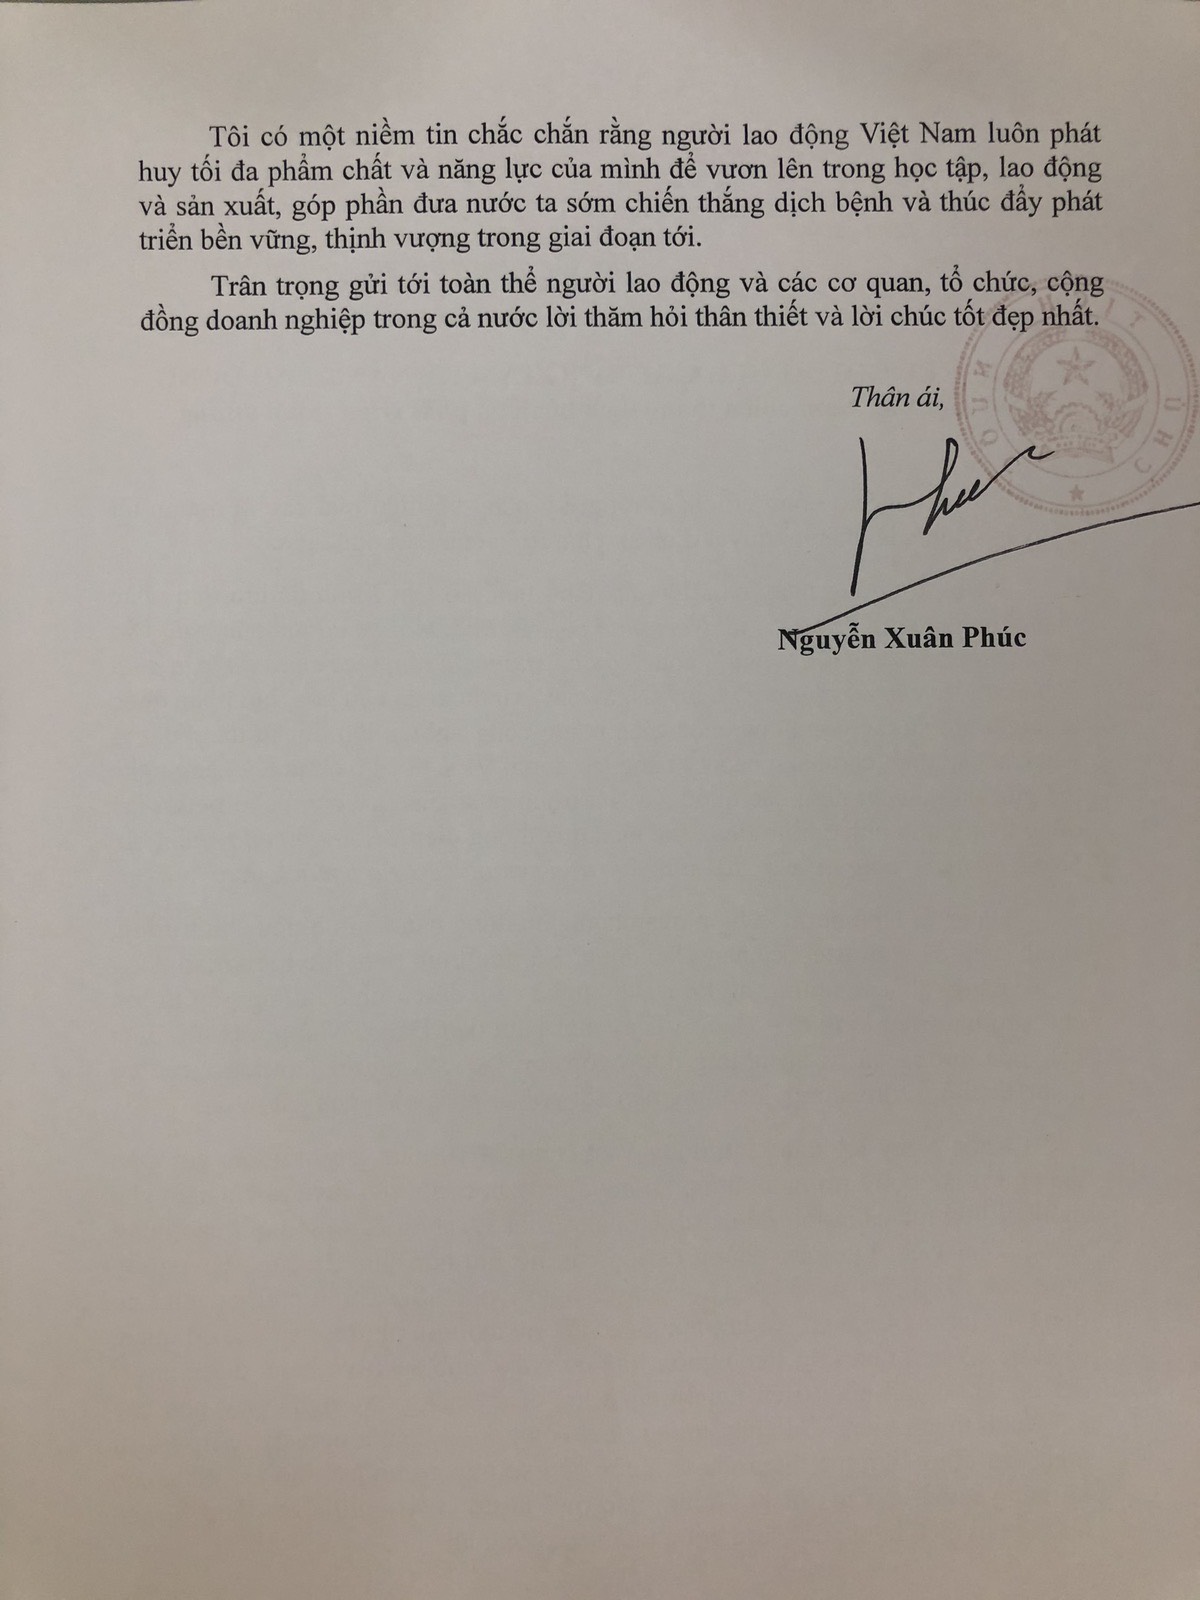 Tôi có một niềm tin chắc chắn rằng người lao động Việt Nam luôn phát
huy tối đa phẩm chất và năng lực của mình để vươn lên trong học tập, lao động
và sản xuất, góp phần đưa nước ta sớm chiến thắng dịch bệnh và thúc đẩy phát
triển bền vững, thịnh vượng trong giai đoạn tới.
Trân trọng gửi tới toàn thể người lao động và các cơ quan, tổ chức, cộng
đồng doanh nghiệp trong cả nước lời thăm hỏi thân thiết và lời chúc tốt đẹp nhất.
Thân ái,
Nguyễn Xuân Phúc